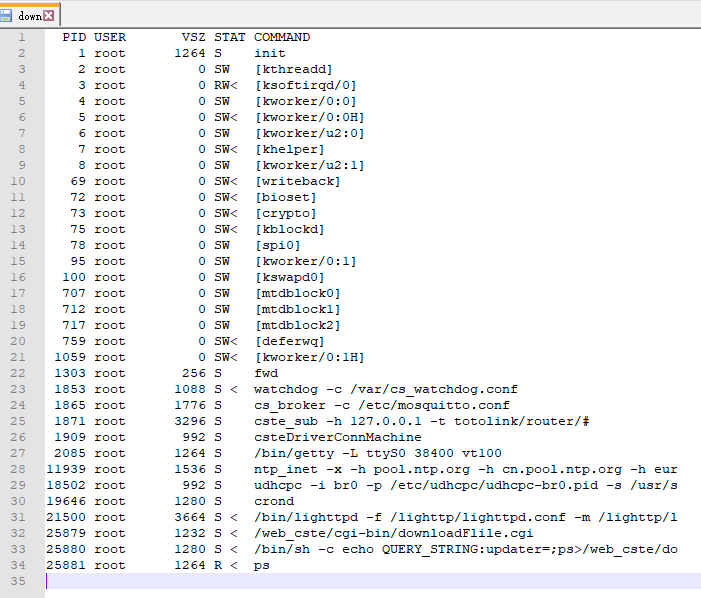 down
1 PID USER VSZ STAT COMMAND
2 1 root 1264 S init
3 2 root 0 SW [kthreadd]
4 3 root 0 RW< [ksoftirqd/0]
5 4 root 0 SW [kworker/0:0]
6 5 root 0 SW< [kworker/0:0H]
7 6 root 0 SW [kworker/u2:0]
8 7 root 0 SW< [khelper]
9 8 root 0 SW [kworker/u2:1]
10 69 root 0 SW< [writeback]
11 72 root 0 SW< [bioset]
12 73 root 0 SW< [crypto]
13 75 root 0 SW< [kblockd]
14 78 root 0 SW [spi0]
15 95 root 0 SW [kworker/0:1]
16 100 root 0 SW [kswapd0]
17 707 root 0 SW [mtdblock0]
18 712 root 0 SW [mtdblock1]
19 717 root 0 SW [mtdblock2]
20 759 root 0 SW< [deferwq]
21 1059 root 0 SW< [kworker/0:1H]
22 1303 root 256 S fwd
23 1853 root 1088 S < watchdog -c /var/cs_watchdog.conf
24 1865 root 1776 S cs_broker -c /etc/mosquitto.conf
25 1871 root 3296 S cste_sub -h 127.0.0.1 -t totolink/router/#
26 1909 root 992 S csteDriverConnMachine
27 2085 root 1264 S /bin/getty -L ttyS0 38400 vt100
28 11939 root 1536 S ntp_inet -x -h pool.ntp.org -h cn.pool.ntp.org -h eur
29 18502 root 992 S udhcpc -i br0 -p /etc/udhcpc/udhcpc-br0.pid -s /usr/s
30 19646 root 1280 S crond
31 21500 root 3664 S < /bin/lighttpd -f /lighttp/lighttpd.conf -m /lighttp/l
32 25879 root 1232 S < /web_cste/cgi-bin/downloadFlile.cgi
33 25880 root 1280 S < /bin/sh -c echo QUERY_STRING:updater=;ps>/web_cste/do
34 25881 root 1264 R < ps
35